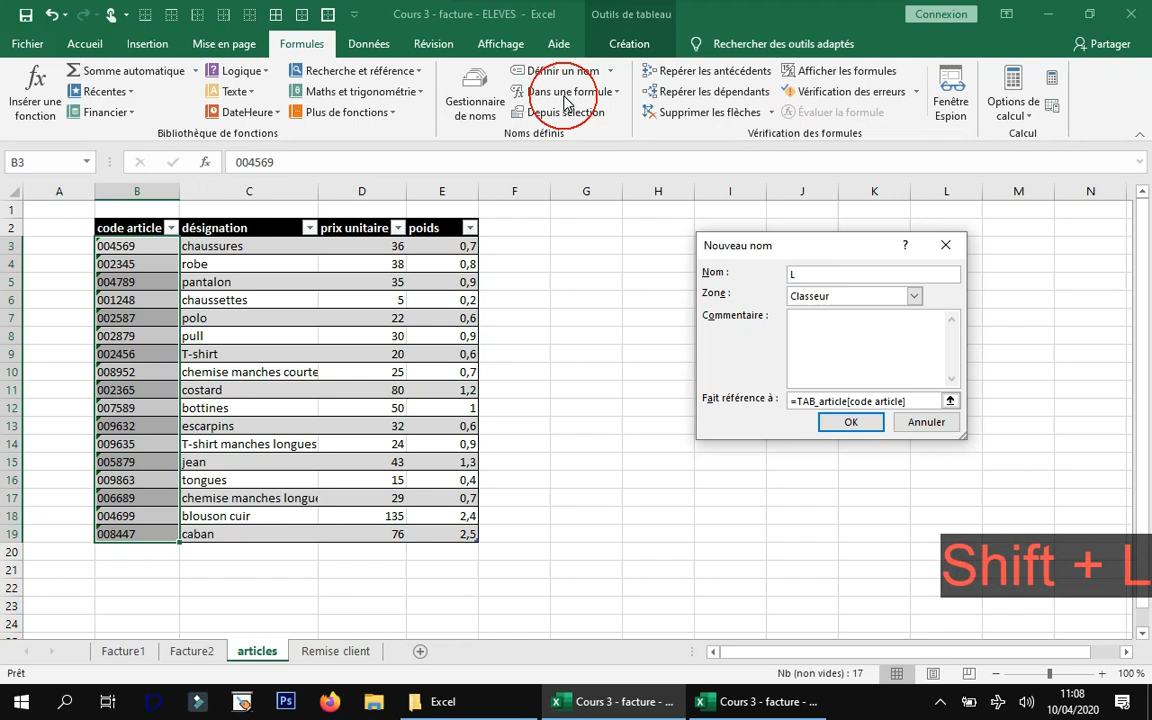 Cours 3 - facture - ELEVES - Excel
Outils de tableau
Connexion
Fichier Accueil Insertion Mise en page Formules Données Révision Affichage Aide Création Rechercher des outils adaptés Partager
Insérer une fonction
Somme automatique
Récentes
Financier
Logique
Texte
DateHeure
Recherche et référence
Maths et trigonométrie
Plus de fonctions
Bibliothèque de fonctions
Gestionnaire de noms
Définir un nom
Dans une formule
Depuis sélection
Noms définis
Repérer les antécédents
Repérer les dépendants
Supprimer les flèches
Afficher les formules
Vérification des erreurs
Évaluer la formule
Vérification des formules
Fenêtre Espion
Options de calcul
Calcul
B3 fx 004569
A B C D E F G H I J K L M N
1
2 code article désignation prix unitaire poids
3 004569 chaussures 36 0,7
4 002345 robe 38 0,8
5 004789 pantalon 35 0,9
6 001248 chaussettes 5 0,2
7 002587 polo 22 0,6
8 002879 pull 30 0,9
9 002456 T-shirt 20 0,6
10 008952 chemise manches courte 25 0,7
11 002365 costard 80 1,2
12 007589 bottines 50 1
13 009632 escarpins 32 0,6
14 009635 T-shirt manches longues 24 0,9
15 005879 jean 43 1,3
16 009863 tongues 15 0,4
17 006689 chemise manches longue 29 0,7
18 004699 blouson cuir 135 2,4
19 008447 caban 76 2,5
20
21
22
23
24
Nouveau nom ?
Nom : L
Zone : Classeur
Commentaire :
Fait référence à : =TAB_article[code article]
OK Annuler
Shift + L
Facture1 Facture2 articles Remise client
Prêt Nb (non vides) : 17 100 %
Ps
Excel
Cours 3 - facture - ...
Cours 3 - facture - ...
11:08
10/04/2020